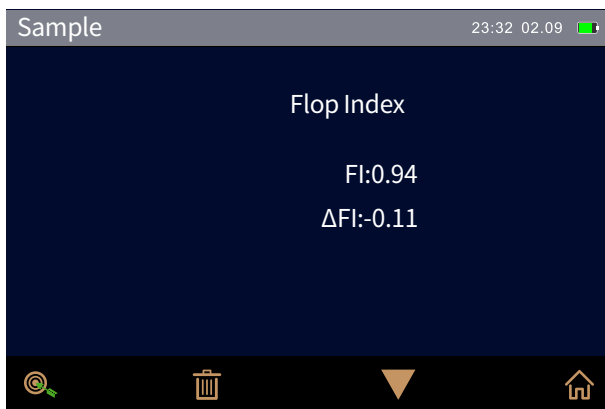 Sample
23:32 02.09
Flop Index
FI:0.94
ΔFI:-0.11